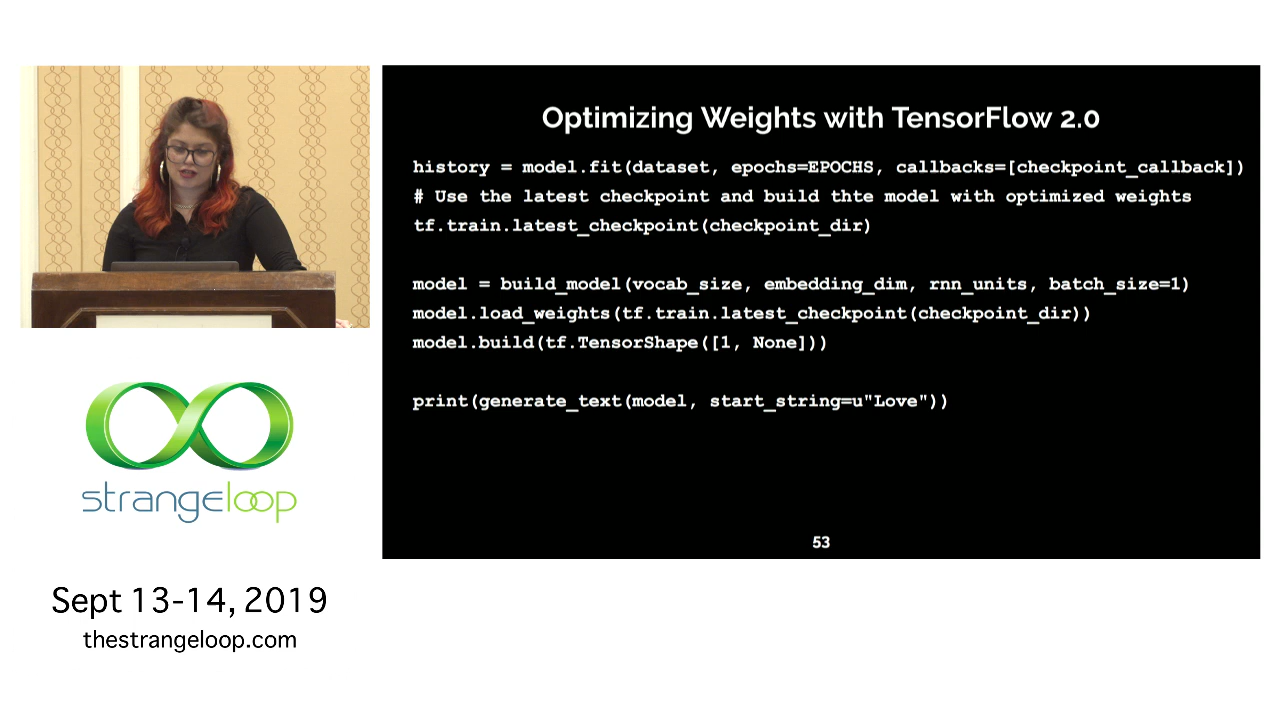 Optimizing Weights with TensorFlow 2.0
history = model.fit(dataset, epochs=EPOCHS, callbacks=[checkpoint_callback])
# Use the latest checkpoint and build thte model with optimized weights
tf.train.latest_checkpoint(checkpoint_dir)
model = build_model(vocab_size, embedding_dim, rnn_units, batch_size=1)
model.load_weights(tf.train.latest_checkpoint(checkpoint_dir))
model.build(tf.TensorShape([1, None]))
print(generate_text(model, start_string=u"Love"))
53
strangeloop
Sept 13-14, 2019
thestrangeloop.com